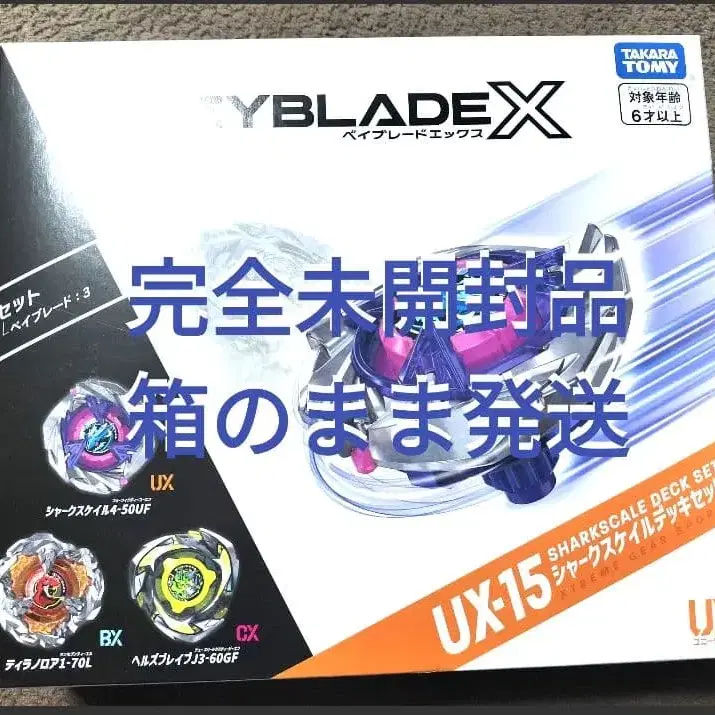 TAKARA
TOMY
対象年齢
6才以上
EYBLADE X
ベイブレードエックス
完全未開封品
セット
ベイブレード：3
箱のまま発送
UX
シャークスケイル4-50UF
BX
ティラノロア1-70L
CX
ヘルズブレイブJ3-60GF
UX-15
SHARKSCALE DECK SET
シャークスケイルデッキセット
XTREME GEAR SPORTS